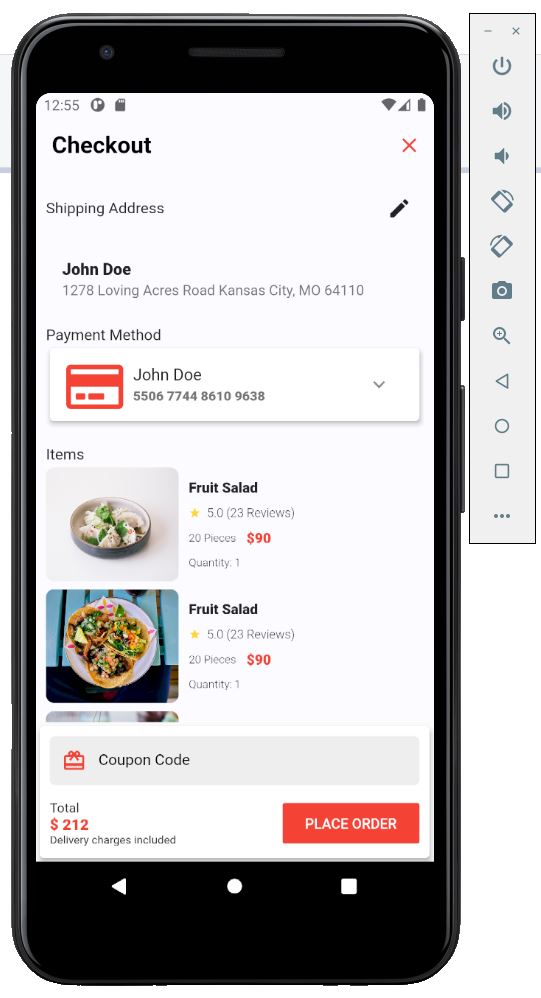 12:55
Checkout
Shipping Address
John Doe
1278 Loving Acres Road Kansas City, MO 64110
Payment Method
John Doe
5506 7744 8610 9638
Items
Fruit Salad
5.0 (23 Reviews)
20 Pieces $90
Quantity: 1
Fruit Salad
5.0 (23 Reviews)
20 Pieces $90
Quantity: 1
Coupon Code
Total
$ 212
Delivery charges included
PLACE ORDER